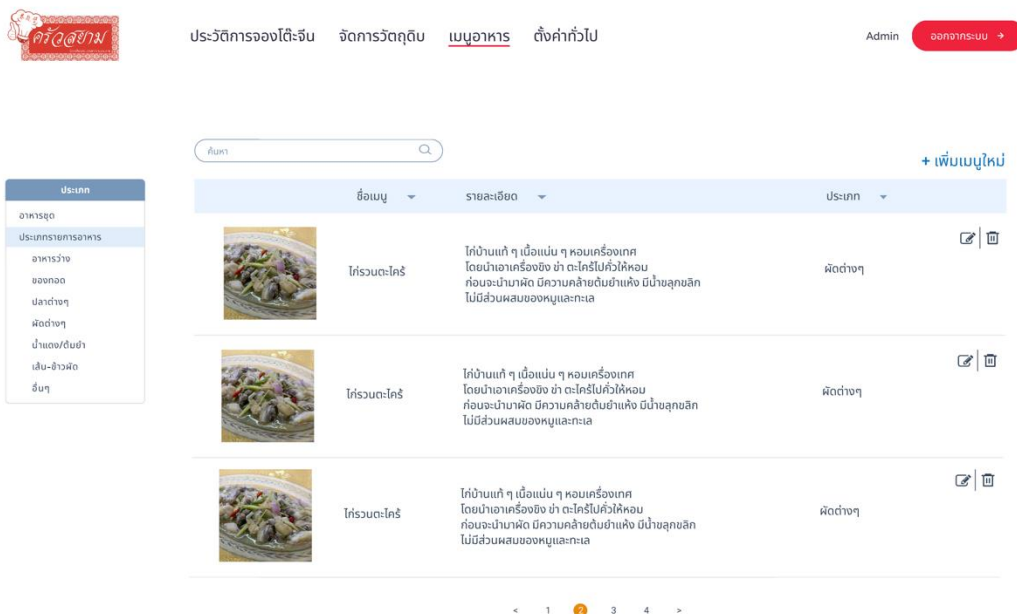 ครัวสยาม
ประวัติการจองโต๊ะจีน จัดการวัตถุดิบ เมนูอาหาร ตั้งค่าทั่วไป
Admin ออกจากระบบ →
ค้นหา
+ เพิ่มเมนูใหม่
ประเภท
อาหารชุด
ประเภทรายการอาหาร
อาหารว่าง
ของทอด
ปลาต่างๆ
ผัดต่างๆ
น้ำแดง/ต้มยำ
เส้น-ข้าวผัด
อื่นๆ
ชื่อเมนู รายละเอียด ประเภท
ไก่รวนตะไคร้
ไก่บ้านแท้ ๆ เนื้อแน่น ๆ หอมเครื่องเทศ
โดยนำเอาเครื่องขิง ข่า ตะไคร้ไปคั่วให้หอม
ก่อนจะนำมาผัด มีความคล้ายต้มยำแห้ง มีน้ำขลุกขลิก
ไม่มีส่วนผสมของหมูและทะเล
ผัดต่างๆ
ไก่รวนตะไคร้
ไก่บ้านแท้ ๆ เนื้อแน่น ๆ หอมเครื่องเทศ
โดยนำเอาเครื่องขิง ข่า ตะไคร้ไปคั่วให้หอม
ก่อนจะนำมาผัด มีความคล้ายต้มยำแห้ง มีน้ำขลุกขลิก
ไม่มีส่วนผสมของหมูและทะเล
ผัดต่างๆ
ไก่รวนตะไคร้
ไก่บ้านแท้ ๆ เนื้อแน่น ๆ หอมเครื่องเทศ
โดยนำเอาเครื่องขิง ข่า ตะไคร้ไปคั่วให้หอม
ก่อนจะนำมาผัด มีความคล้ายต้มยำแห้ง มีน้ำขลุกขลิก
ไม่มีส่วนผสมของหมูและทะเล
ผัดต่างๆ
< 1 2 3 4 >